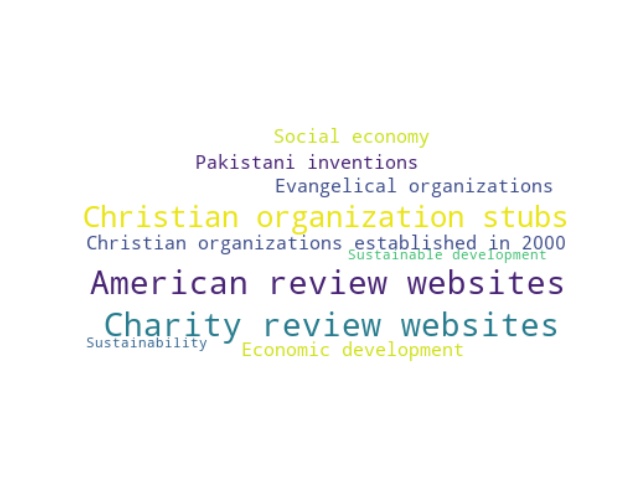 Social economy
Pakistani inventions
Evangelical organizations
Christian organization stubs
Christian organizations established in 2000
Sustainable development
American review websites
Charity review websites
Sustainability
Economic development